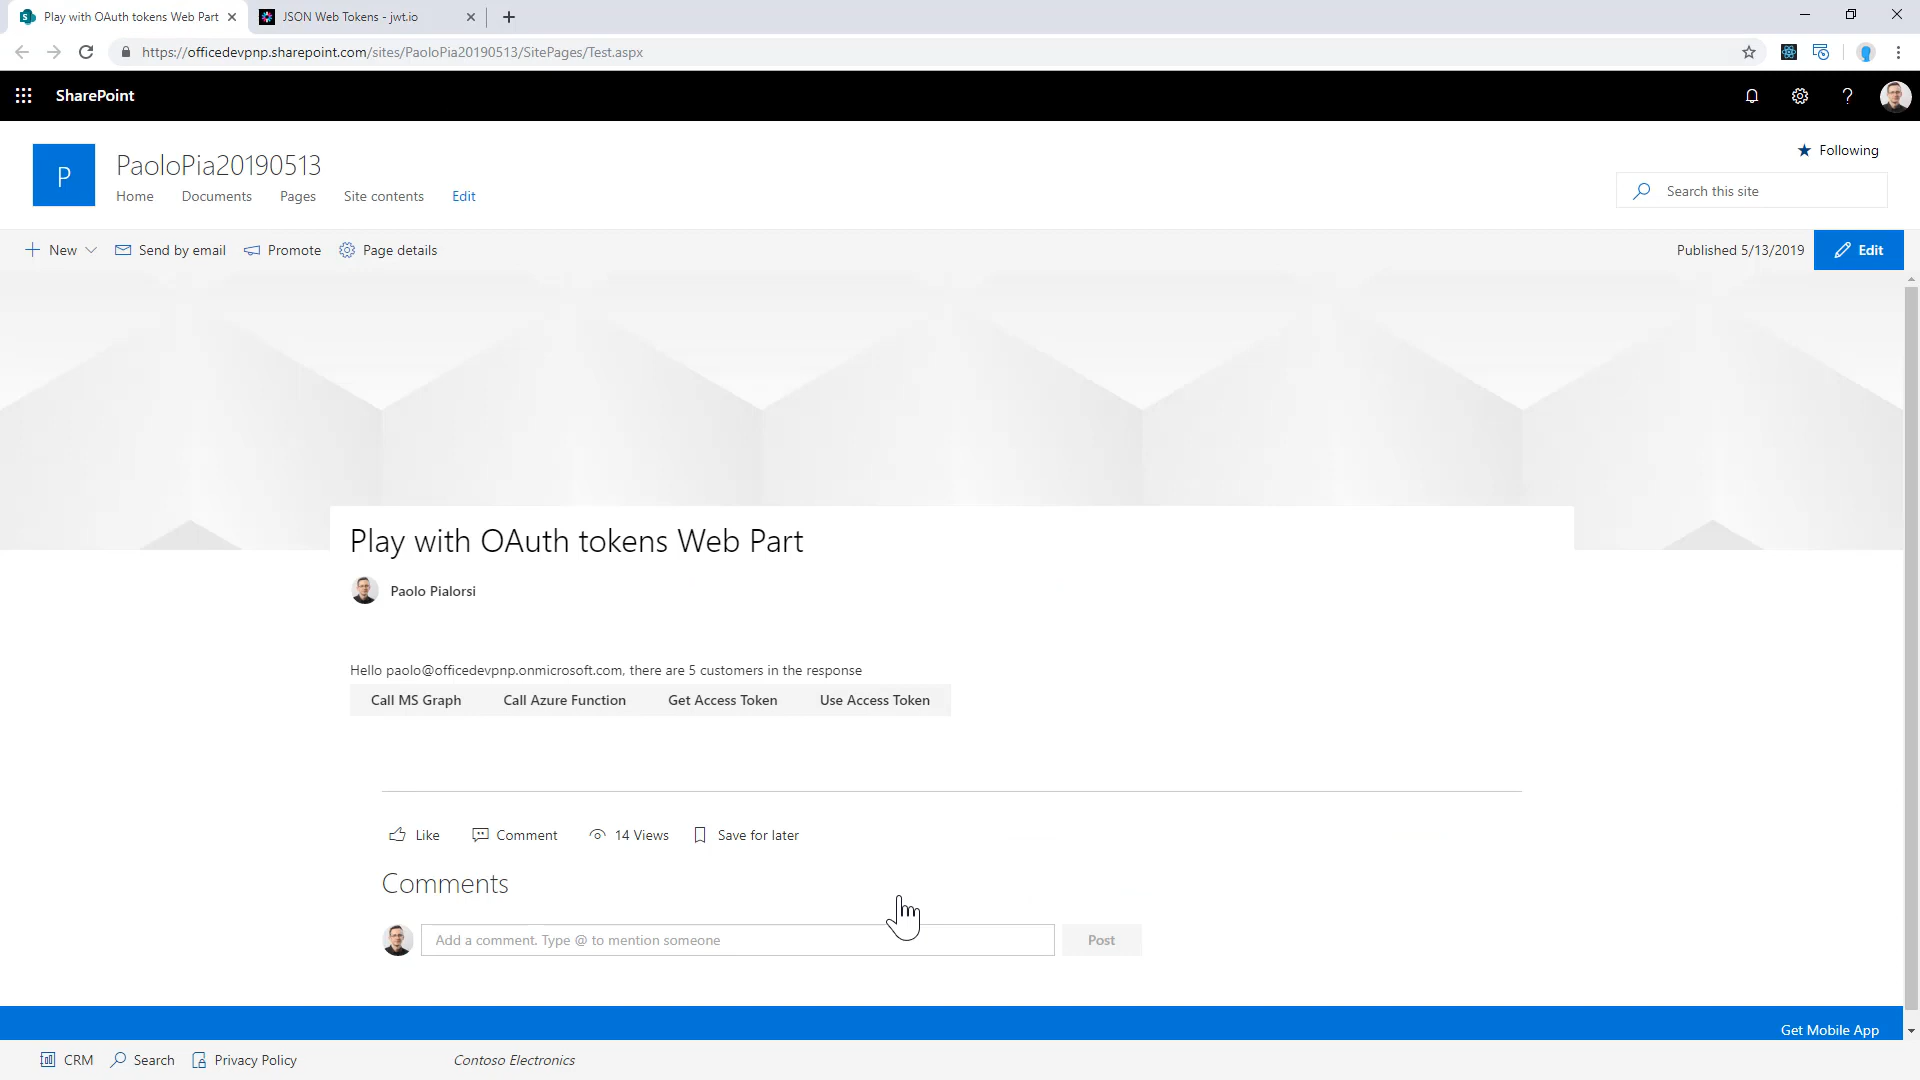 Play with OAuth tokens Web Part
JSON Web Tokens - jwt.io
https://officedevpnp.sharepoint.com/sites/PaoloPia20190513/SitePages/Test.aspx
SharePoint
P
PaoloPia20190513
Following
Home Documents Pages Site contents Edit
Search this site
New Send by email Promote Page details
Published 5/13/2019 Edit
Play with OAuth tokens Web Part
Paolo Pialorsi
Hello paolo@officedevpnp.onmicrosoft.com, there are 5 customers in the response
Call MS Graph Call Azure Function Get Access Token Use Access Token
Like Comment 14 Views Save for later
Comments
Add a comment. Type @ to mention someone Post
Get Mobile App
CRM Search Privacy Policy Contoso Electronics